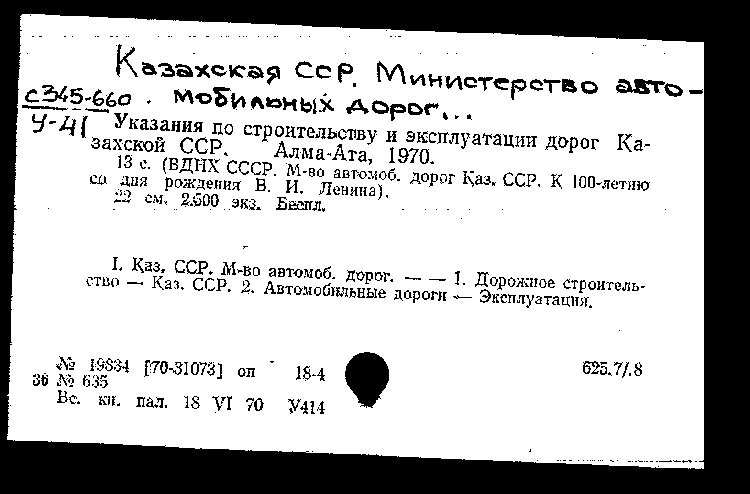 Казахская ССР. Министерство авто-
с345-660 . мобильных дорог...
У-41 Указания по строительству и эксплуатации дорог Ка-
захской ССР. Алма-Ата, 1970.
13 с. (ВДНХ СССР. М-во автомоб. дорог Каз. ССР. К 100-летию
со дня рождения В. И. Ленина).
22 см. 2.500 экз. Беспл.
I. Каз. ССР. М-во автомоб. дорог. — — 1. Дорожное строитель-
ство — Каз. ССР. 2. Автомобильные дороги — Эксплуатация.
№ 19834 [70-31073] оп 18-4 625.7/.8
36 № 635
Вс. кн. пал. 18 VI 70 У414